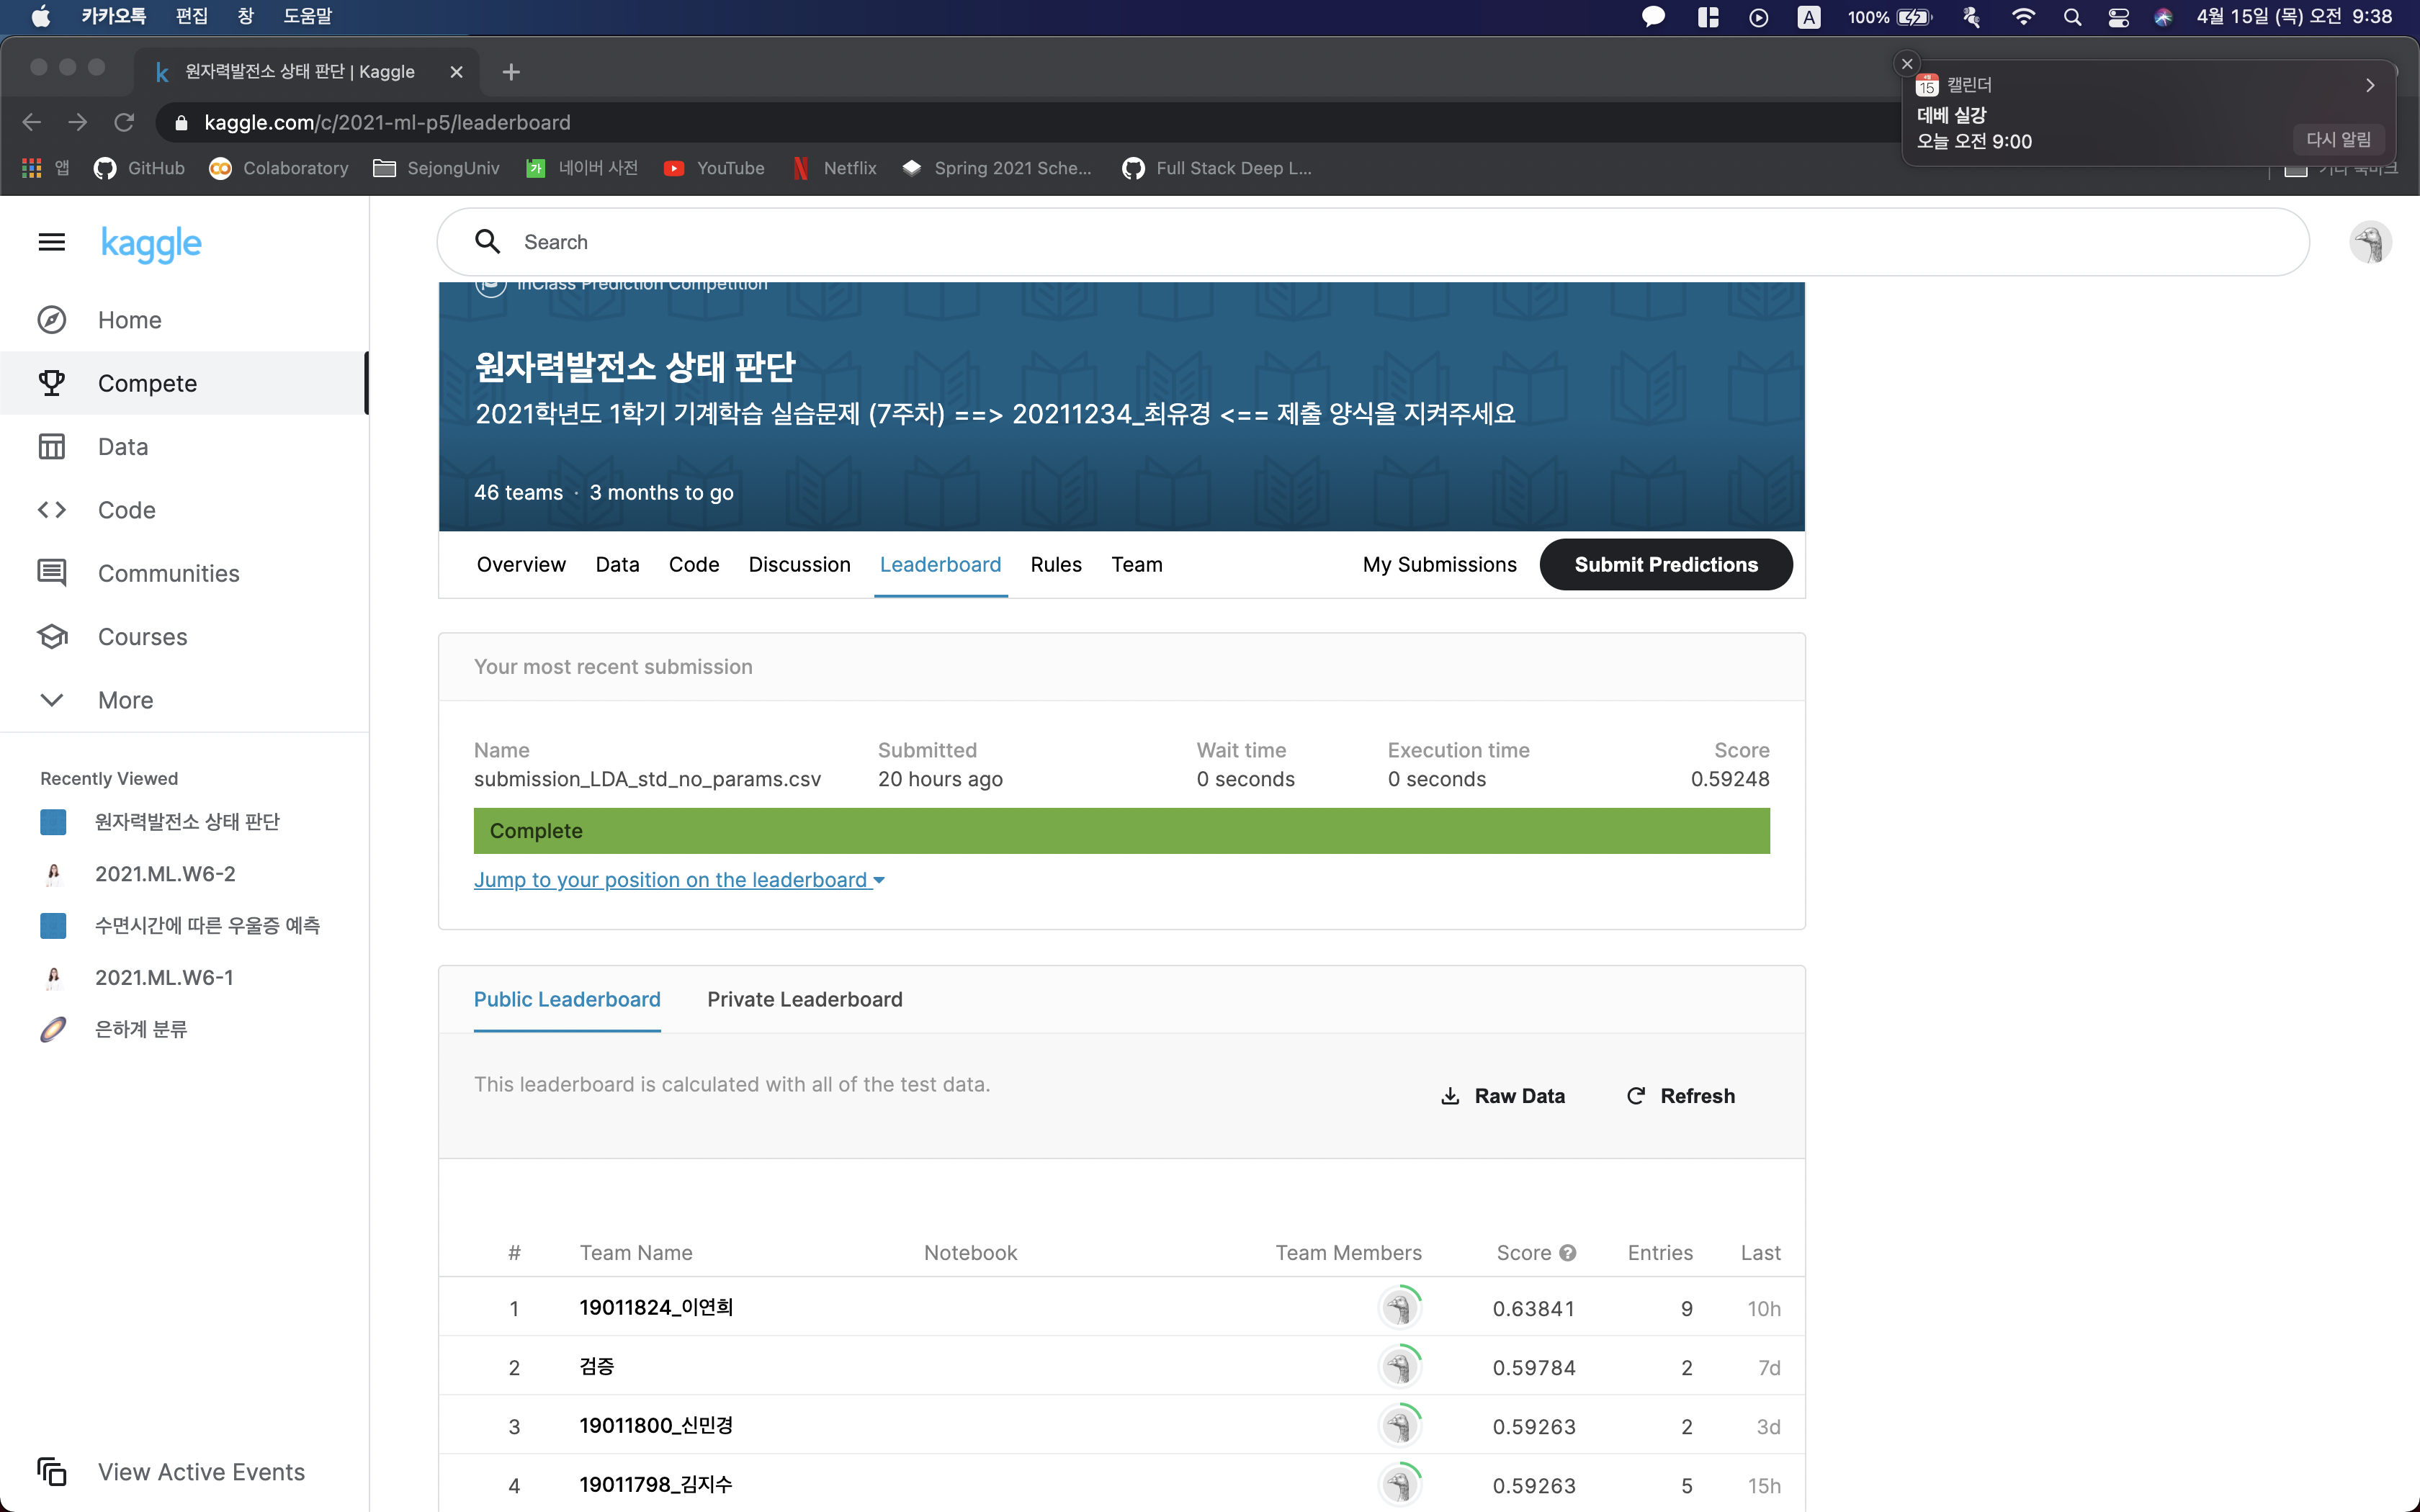 카카오톡 편집 창 도움말 A 100% 4월 15일 (목) 오전 9:38
원자력발전소 상태 판단 | Kaggle
캘린더
데베 실강
오늘 오전 9:00
다시 알림
kaggle.com/c/2021-ml-p5/leaderboard
앱 GitHub Colaboratory SejongUniv 네이버 사전 YouTube Netflix Spring 2021 Sche... Full Stack Deep L... 기타 북마크
kaggle
Search
Home
Compete
Data
Code
Communities
Courses
More
Recently Viewed
원자력발전소 상태 판단
2021.ML.W6-2
수면시간에 따른 우울증 예측
2021.ML.W6-1
은하계 분류
View Active Events
InClass Prediction Competition
원자력발전소 상태 판단
2021학년도 1학기 기계학습 실습문제 (7주차) ==> 20211234_최유경 <== 제출 양식을 지켜주세요
46 teams · 3 months to go
Overview Data Code Discussion Leaderboard Rules Team My Submissions Submit Predictions
Your most recent submission
Name Submitted Wait time Execution time Score
submission_LDA_std_no_params.csv 20 hours ago 0 seconds 0 seconds 0.59248
Complete
Jump to your position on the leaderboard
Public Leaderboard Private Leaderboard
This leaderboard is calculated with all of the test data.
Raw Data Refresh
# Team Name Notebook Team Members Score Entries Last
1 19011824_이연희 0.63841 9 10h
2 검증 0.59784 2 7d
3 19011800_신민경 0.59263 2 3d
4 19011798_김지수 0.59263 5 15h